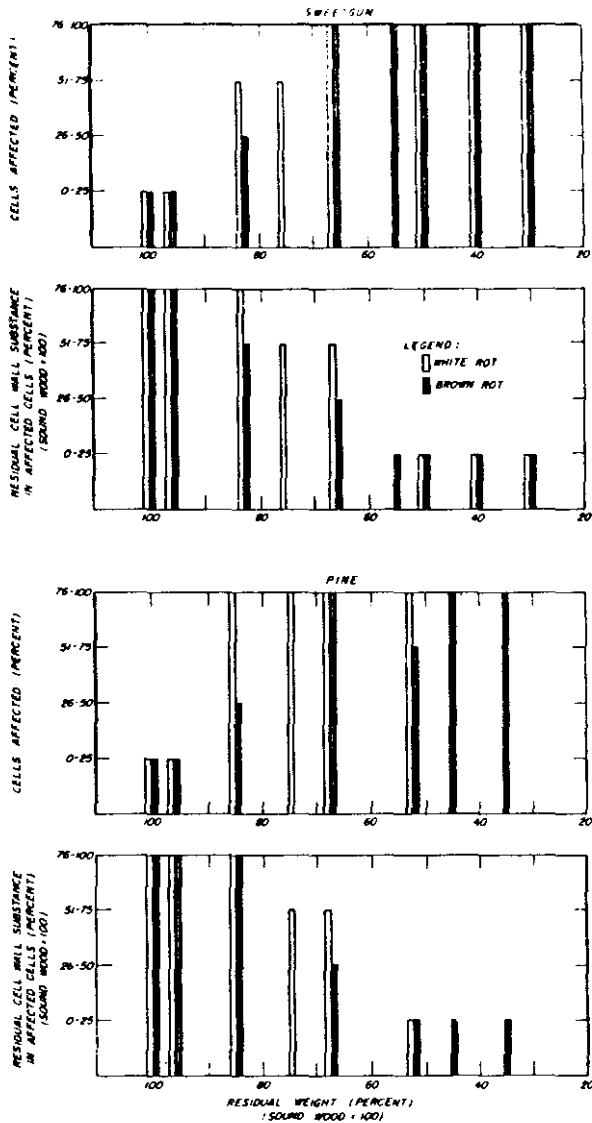 SWEETGUM
CELLS AFFECTED (PERCENT)
76-100
51-75
26-50
0-25
100
80
60
40
20
RESIDUAL CELL WALL SUBSTANCE
IN AFFECTED CELLS (PERCENT)
(SOUND WOOD=100)
76-100
51-75
26-50
0-25
LEGEND:
WHITE ROT
BROWN ROT
100
80
60
40
20
PINE
CELLS AFFECTED (PERCENT)
76-100
51-75
26-50
0-25
100
80
60
40
20
RESIDUAL CELL WALL SUBSTANCE
IN AFFECTED CELLS (PERCENT)
(SOUND WOOD=100)
76-100
51-75
26-50
0-25
100
80
60
40
20
RESIDUAL WEIGHT (PERCENT)
(SOUND WOOD=100)